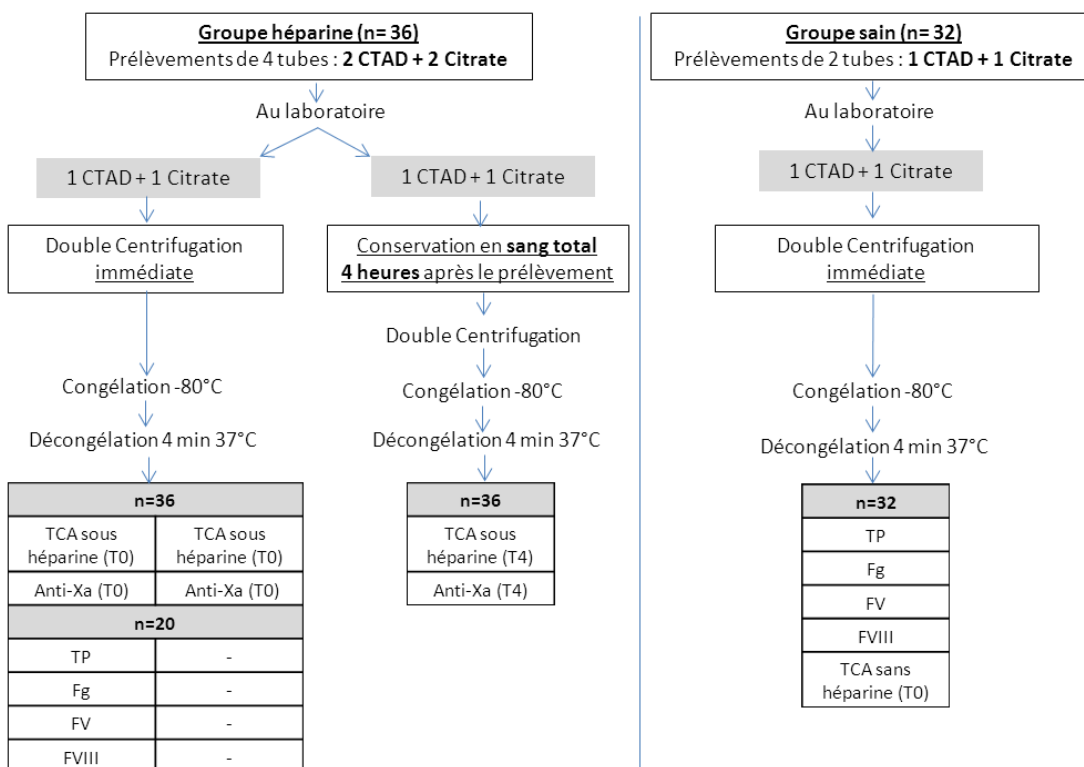 Groupe héparine (n= 36)
Prélèvements de 4 tubes : 2 CTAD + 2 Citrate
Au laboratoire
1 CTAD + 1 Citrate
Double Centrifugation
immédiate
Congélation -80°C
Décongélation 4 min 37°C
n=36
TCA sous
héparine (T0)
TCA sous
héparine (T0)
Anti-Xa (T0)
Anti-Xa (T0)
n=20
TP
-
Fg
-
FV
-
FVIII
-
1 CTAD + 1 Citrate
Conservation en sang total
4 heures après le prélèvement
Double Centrifugation
Congélation -80°C
Décongélation 4 min 37°C
n=36
TCA sous
héparine (T4)
Anti-Xa (T4)
Groupe sain (n= 32)
Prélèvements de 2 tubes : 1 CTAD + 1 Citrate
Au laboratoire
1 CTAD + 1 Citrate
Double Centrifugation
immédiate
Congélation -80°C
Décongélation 4 min 37°C
n=32
TP
Fg
FV
FVIII
TCA sans
héparine (T0)